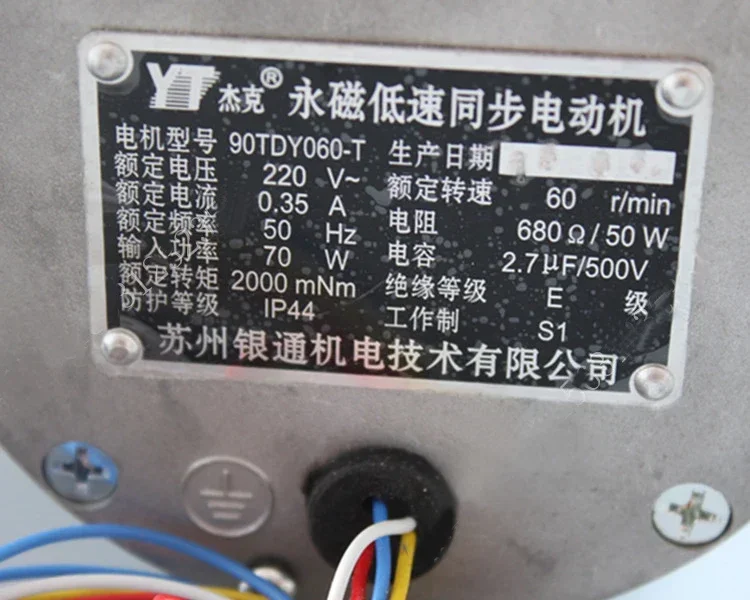 YT 杰克® 永磁低速同步电动机
电机型号 90TDY060-T 生产日期
额定电压 220 V~ 额定转速 60 r/min
额定电流 0.35 A 电阻 680Ω/50W
额定频率 50 Hz 电容 2.7μF/500V
输入功率 70 W 绝缘等级 E 级
额定转矩 2000 mNm 工作制 S1
防护等级 IP44
苏州银通机电技术有限公司